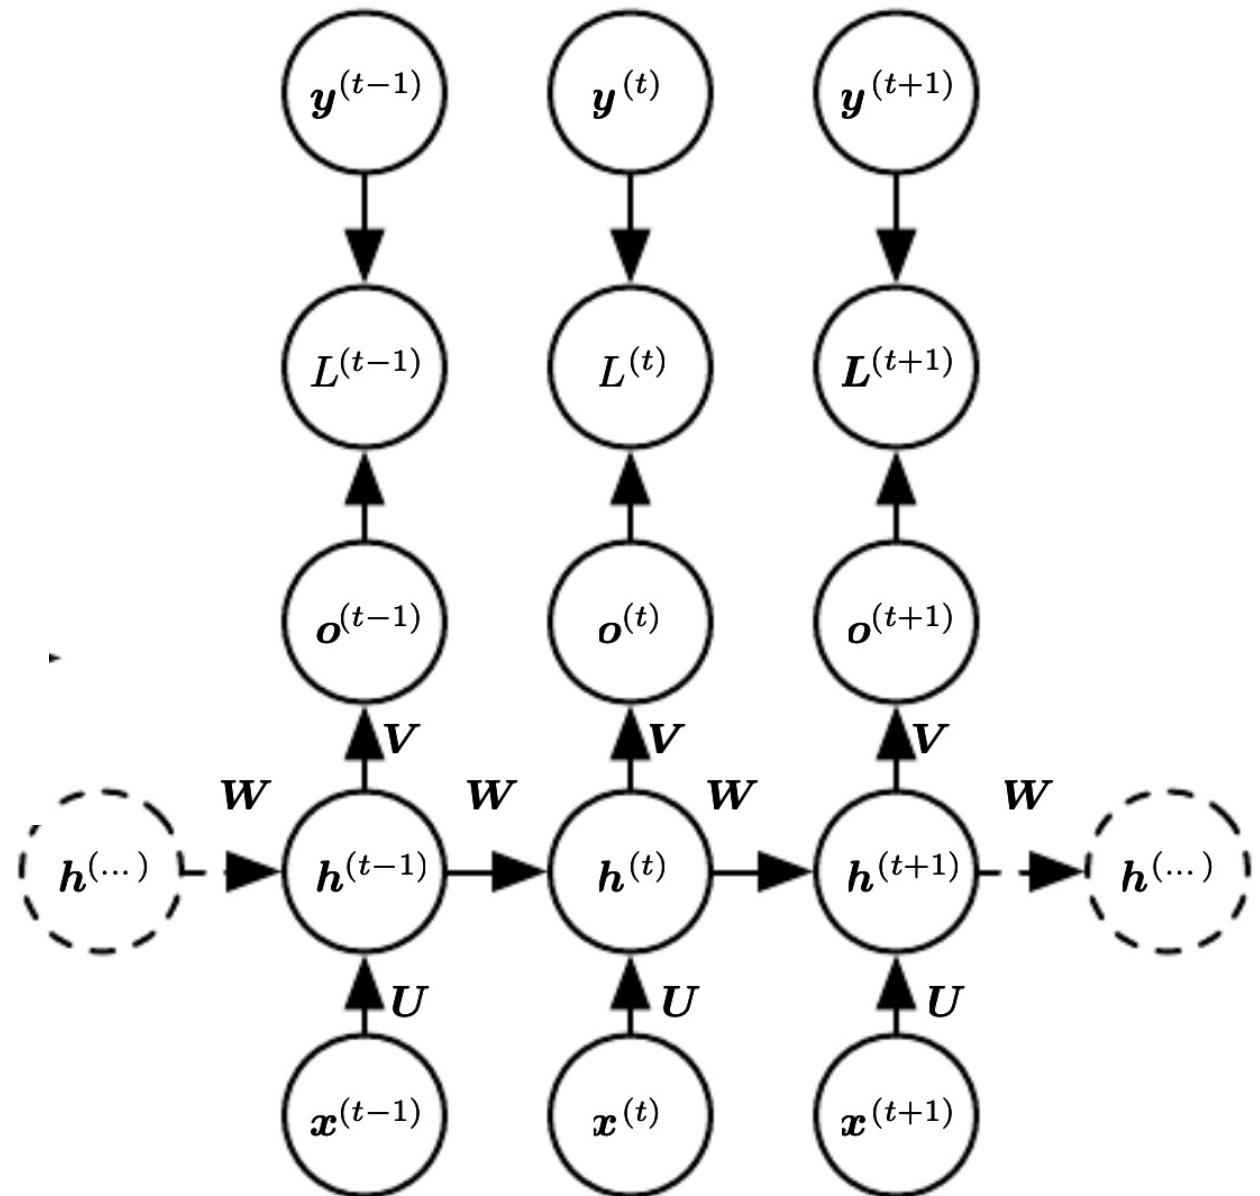 y^(t−1) y^(t) y^(t+1)
L^(t−1) L^(t) L^(t+1)
o^(t−1) o^(t) o^(t+1)
V V V
W W W W
h^(...) h^(t−1) h^(t) h^(t+1) h^(...)
U U U
x^(t−1) x^(t) x^(t+1)